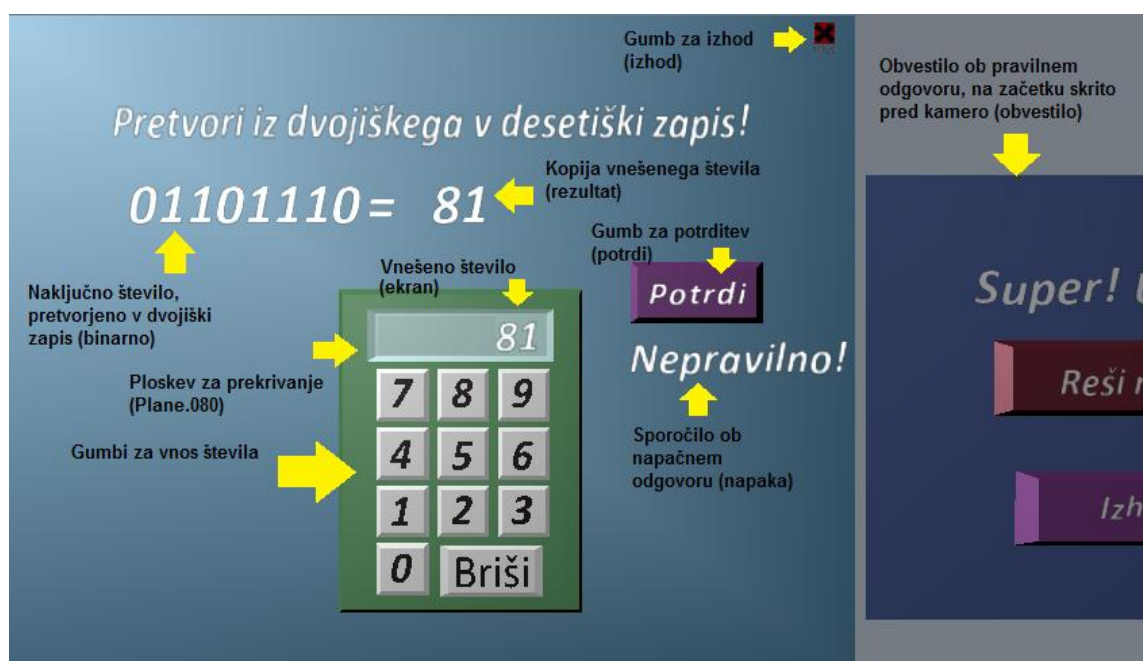 Gumb za izhod
(izhod)
Obvestilo ob pravilnem
odgovoru, na začetku skrito
pred kamero (obvestilo)
Pretvori iz dvojiškega v desetiški zapis!
Kopija vnešenega števila
(rezultat)
01101110 = 81
Gumb za potrditev
(potrdi)
Vnešeno število
(ekran)
Naključno število,
pretvorjeno v dvojiški
zapis (binarno)
Potrdi
Super!
81
Nepravilno!
Ploskev za prekrivanje
(Plane.080)
7 8 9
Reši
Gumbi za vnos števila
4 5 6
Sporočilo ob
napačnem
odgovoru (napaka)
1 2 3
Izh
0 Briši